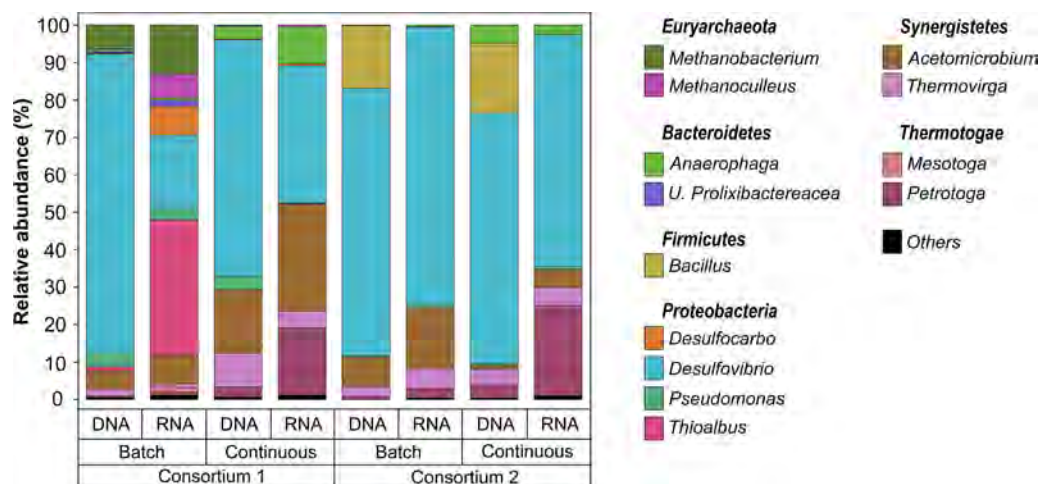 Relative abundance (%)
100
90
80
70
60
50
40
30
20
10
0
DNA RNA DNA RNA DNA RNA DNA RNA
Batch Continuous Batch Continuous
Consortium 1 Consortium 2
Euryarchaeota
Methanobacterium
Methanoculleus
Bacteroidetes
Anaerophaga
U. Prolixibactereacea
Firmicutes
Bacillus
Proteobacteria
Desulfocarbo
Desulfovibrio
Pseudomonas
Thioalbus
Synergistetes
Acetomicrobium
Thermovirga
Thermotogae
Mesotoga
Petrotoga
Others